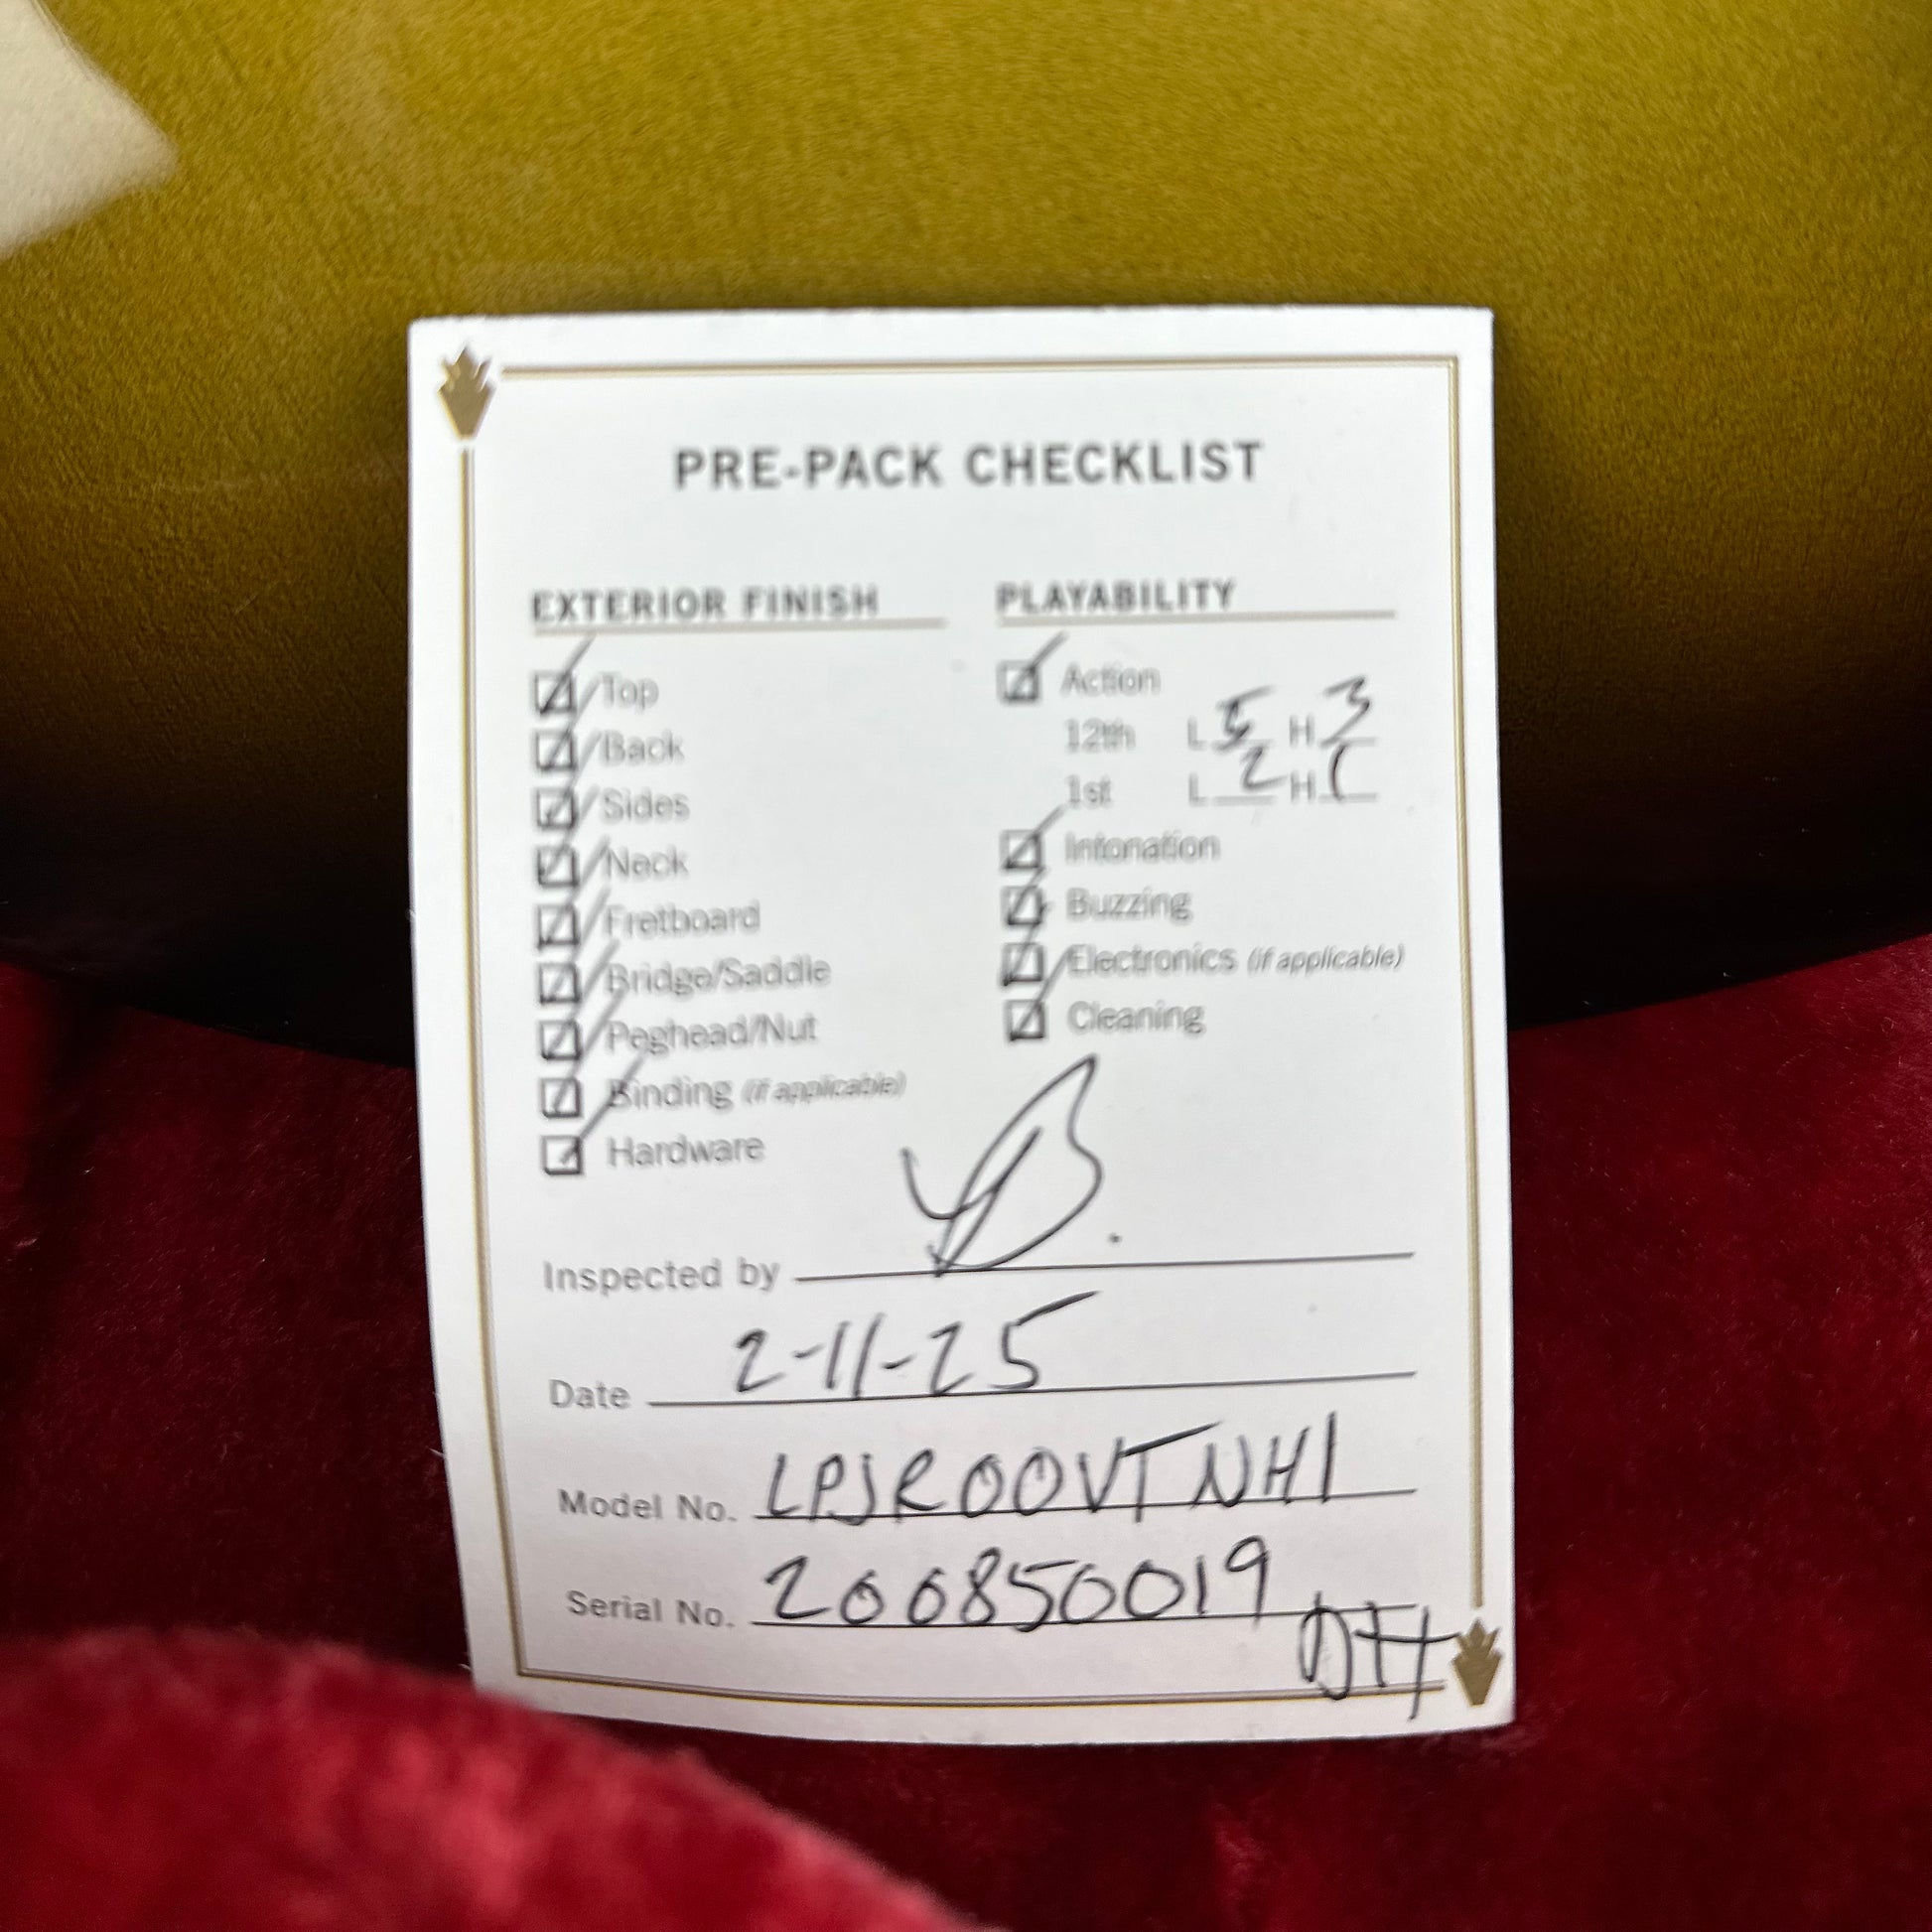 PRE-PACK CHECKLIST
EXTERIOR FINISH
Top
Back
Sides
Neck
Fretboard
Bridge/Saddle
Peghead/Nut
Binding (if applicable)
Hardware
PLAYABILITY
Action
12th L 5 H 3
1st L 2 H 1
Intonation
Buzzing
Electronics (if applicable)
Cleaning
Inspected by
Date 2-11-25
Model No. LPJR00VTNH1
Serial No. 200850019